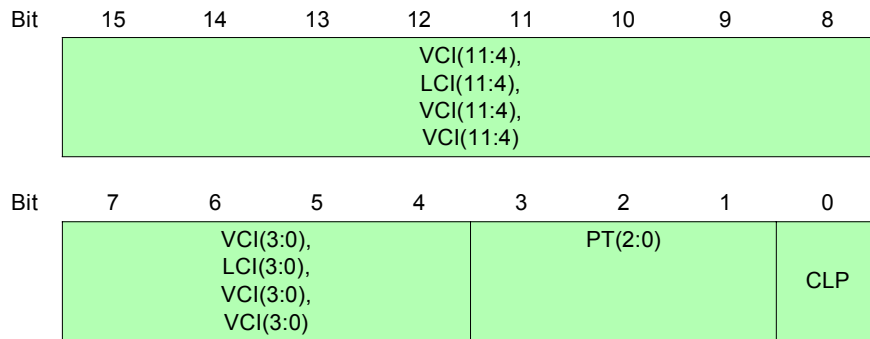 Bit 15 14 13 12 11 10 9 8
VCI(11:4),
LCI(11:4),
VCI(11:4),
VCI(11:4)
Bit 7 6 5 4 3 2 1 0
VCI(3:0),
LCI(3:0),
VCI(3:0),
VCI(3:0)
PT(2:0)
CLP